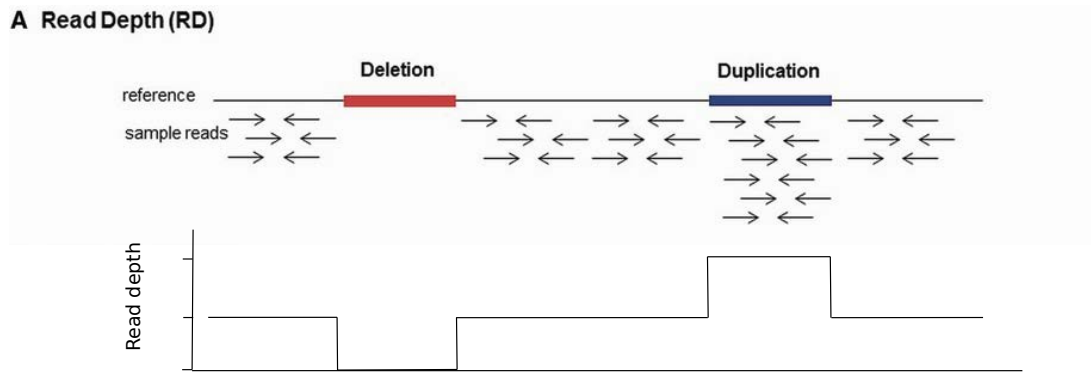 A Read Depth (RD)
Deletion
Duplication
reference
sample reads
Read depth